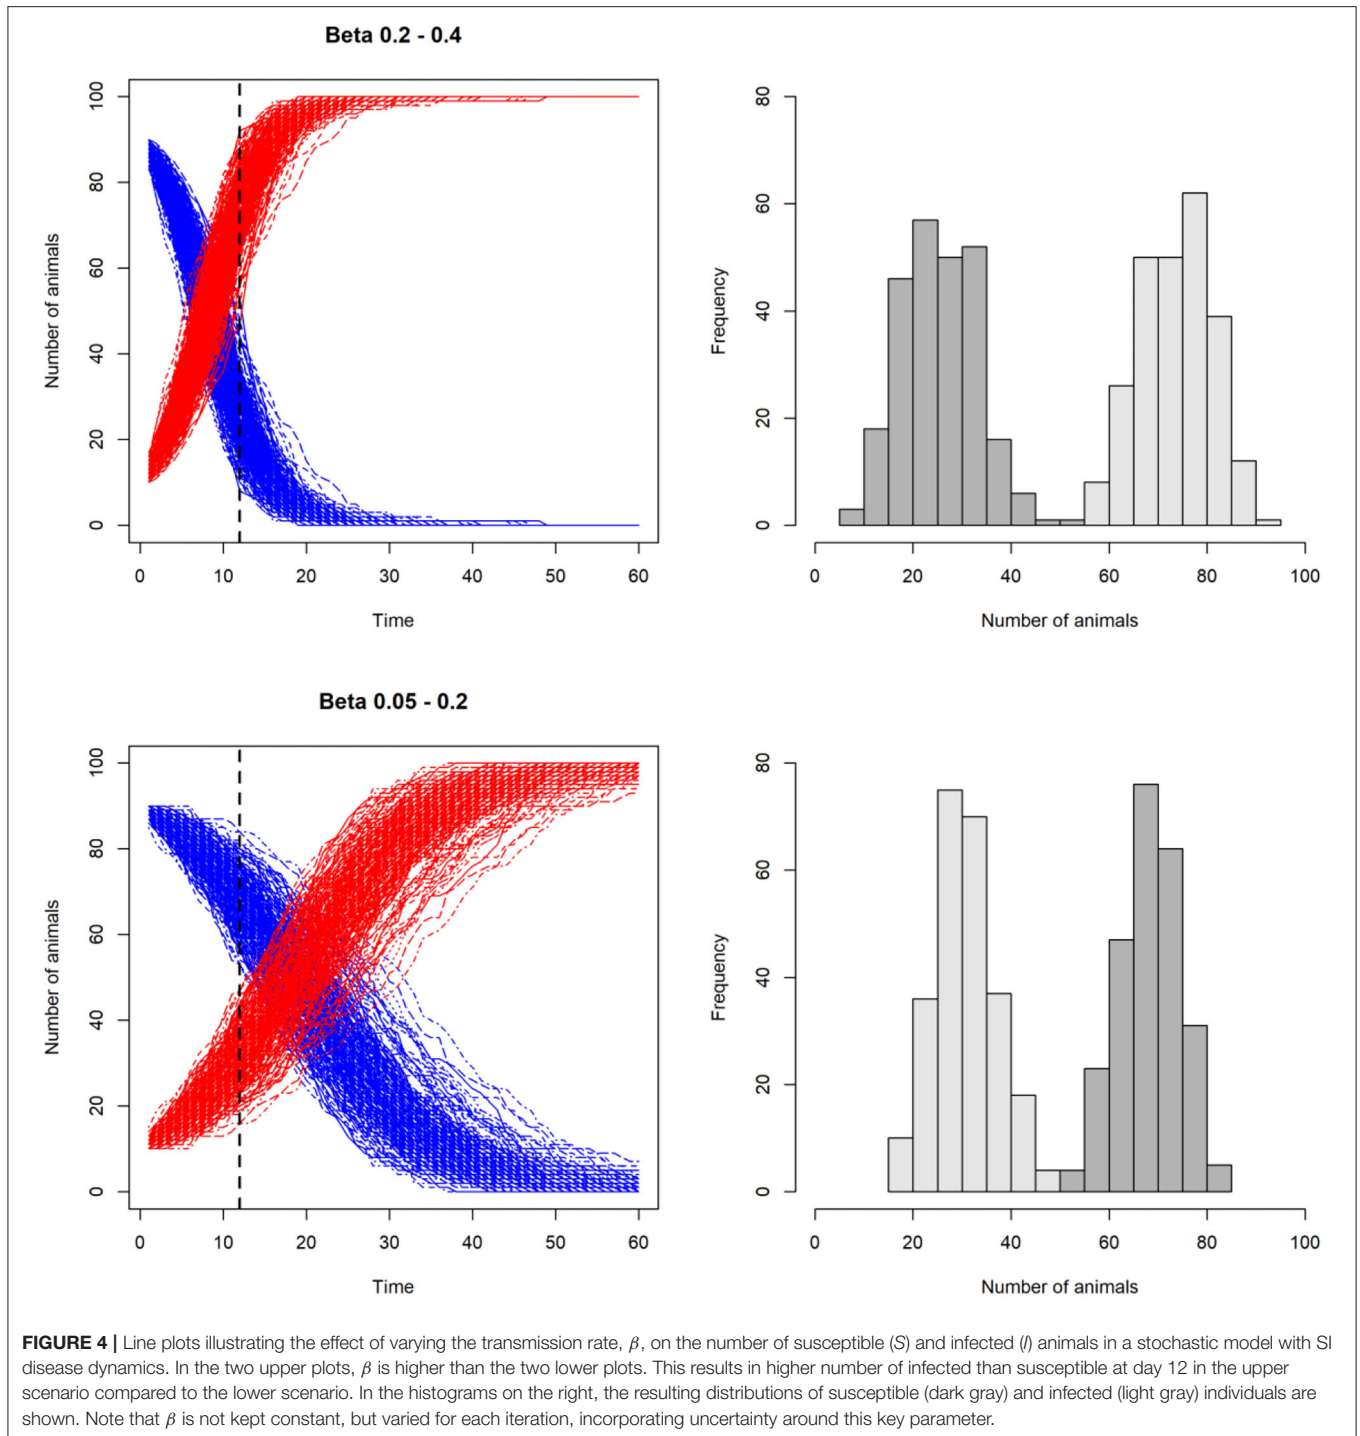 Beta 0.2 - 0.4
Number of animals
100
80
60
40
20
0
0 10 20 30 40 50 60
Time
Frequency
80
60
40
20
0
0 20 40 60 80 100
Number of animals
Beta 0.05 - 0.2
Number of animals
100
80
60
40
20
0
0 10 20 30 40 50 60
Time
Frequency
80
60
40
20
0
0 20 40 60 80 100
Number of animals
FIGURE 4 | Line plots illustrating the effect of varying the transmission rate, β, on the number of susceptible (S) and infected (I) animals in a stochastic model with SI
disease dynamics. In the two upper plots, β is higher than the two lower plots. This results in higher number of infected than susceptible at day 12 in the upper
scenario compared to the lower scenario. In the histograms on the right, the resulting distributions of susceptible (dark gray) and infected (light gray) individuals are
shown. Note that β is not kept constant, but varied for each iteration, incorporating uncertainty around this key parameter.